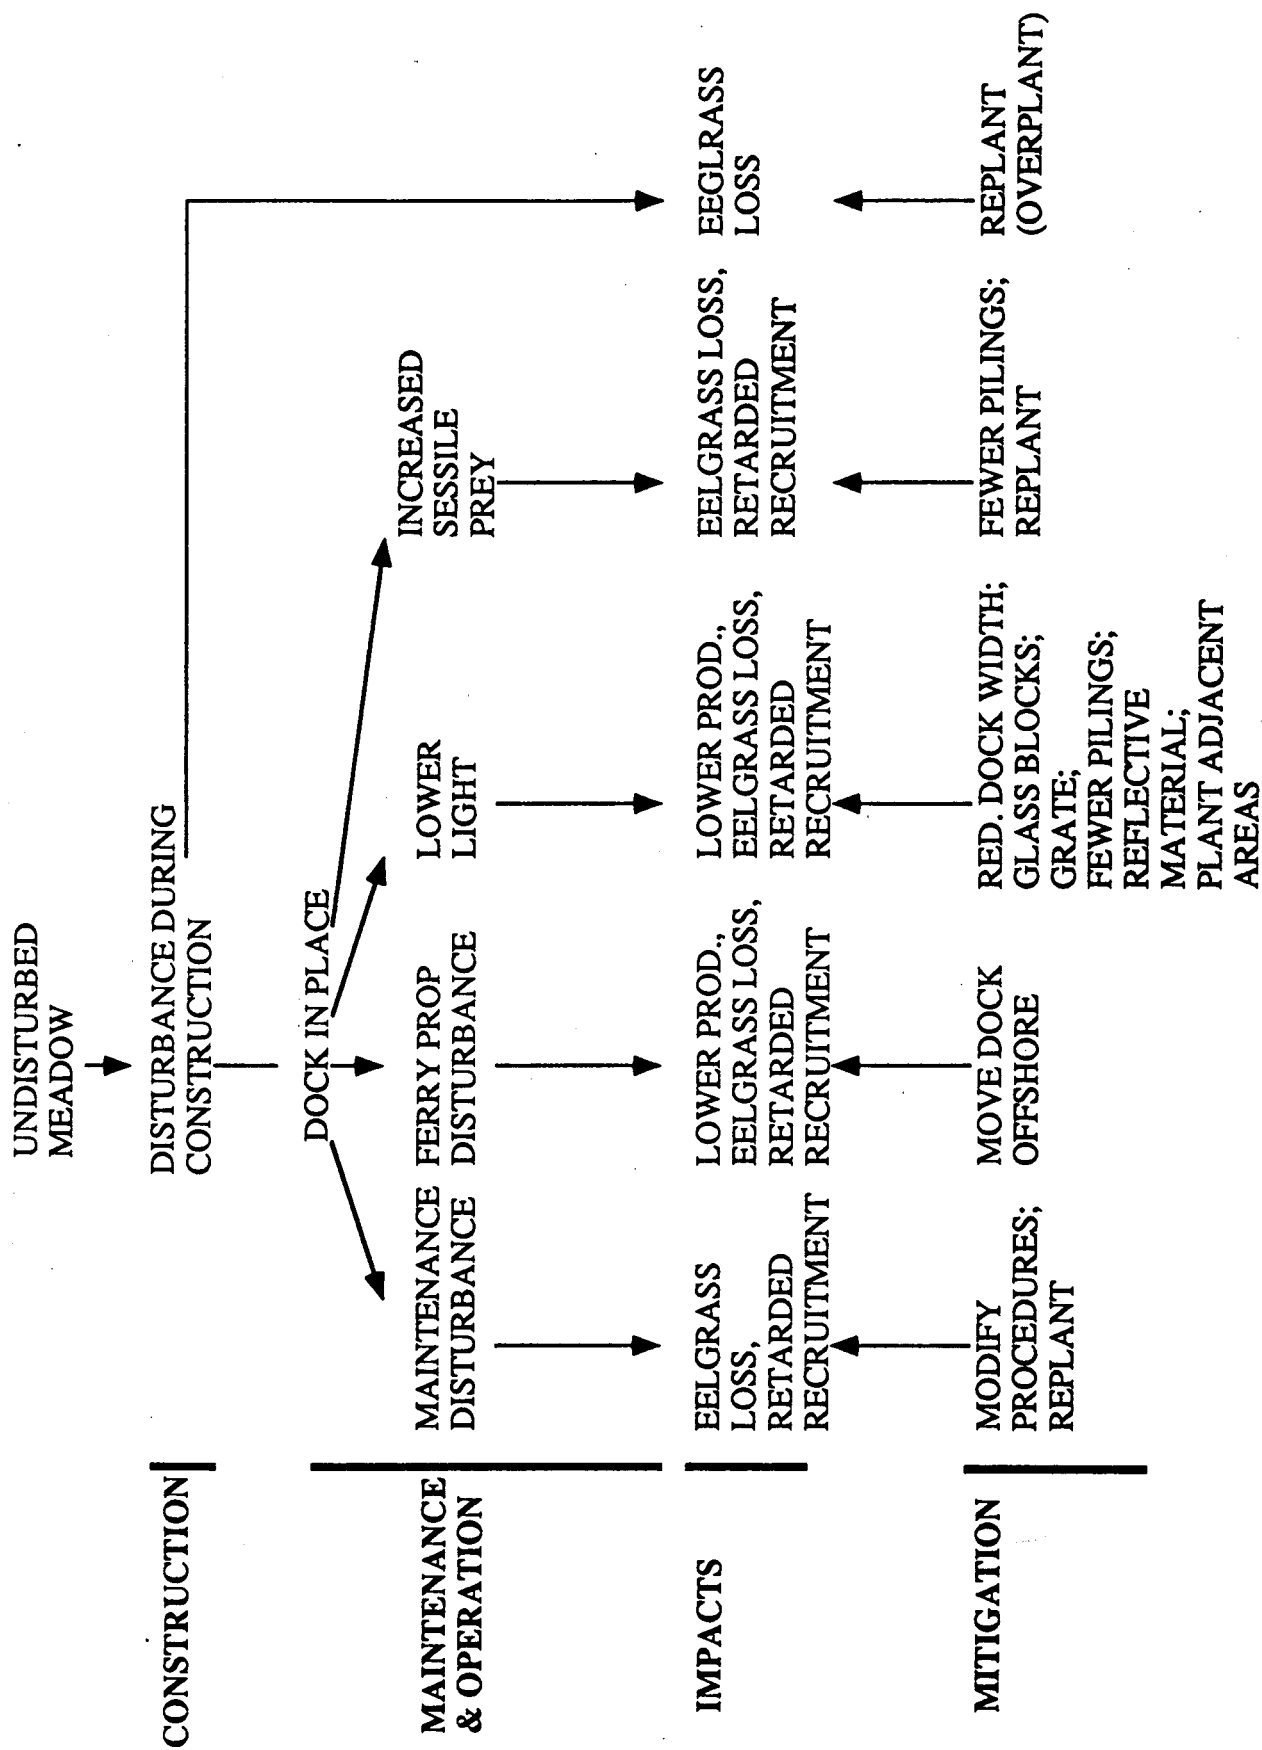 UNDISTURBED
MEADOW
CONSTRUCTION
DISTURBANCE DURING
CONSTRUCTION
MAINTENANCE
& OPERATION
DOCK IN PLACE
MAINTENANCE
DISTURBANCE
FERRY PROP
DISTURBANCE
LOWER
LIGHT
INCREASED
SESSILE
PREY
IMPACTS
EELGRASS
LOSS,
RETARDED
RECRUITMENT
LOWER PROD.,
EELGRASS LOSS,
RETARDED
RECRUITMENT
LOWER PROD.,
EELGRASS LOSS,
RETARDED
RECRUITMENT
EELGRASS LOSS,
RETARDED
RECRUITMENT
EEGLRASS
LOSS
MITIGATION
MODIFY
PROCEDURES;
REPLANT
MOVE DOCK
OFFSHORE
RED. DOCK WIDTH;
GLASS BLOCKS;
GRATE;
FEWER PILINGS;
REFLECTIVE
MATERIAL;
PLANT ADJACENT
AREAS
FEWER PILINGS;
REPLANT
REPLANT
(OVERPLANT)